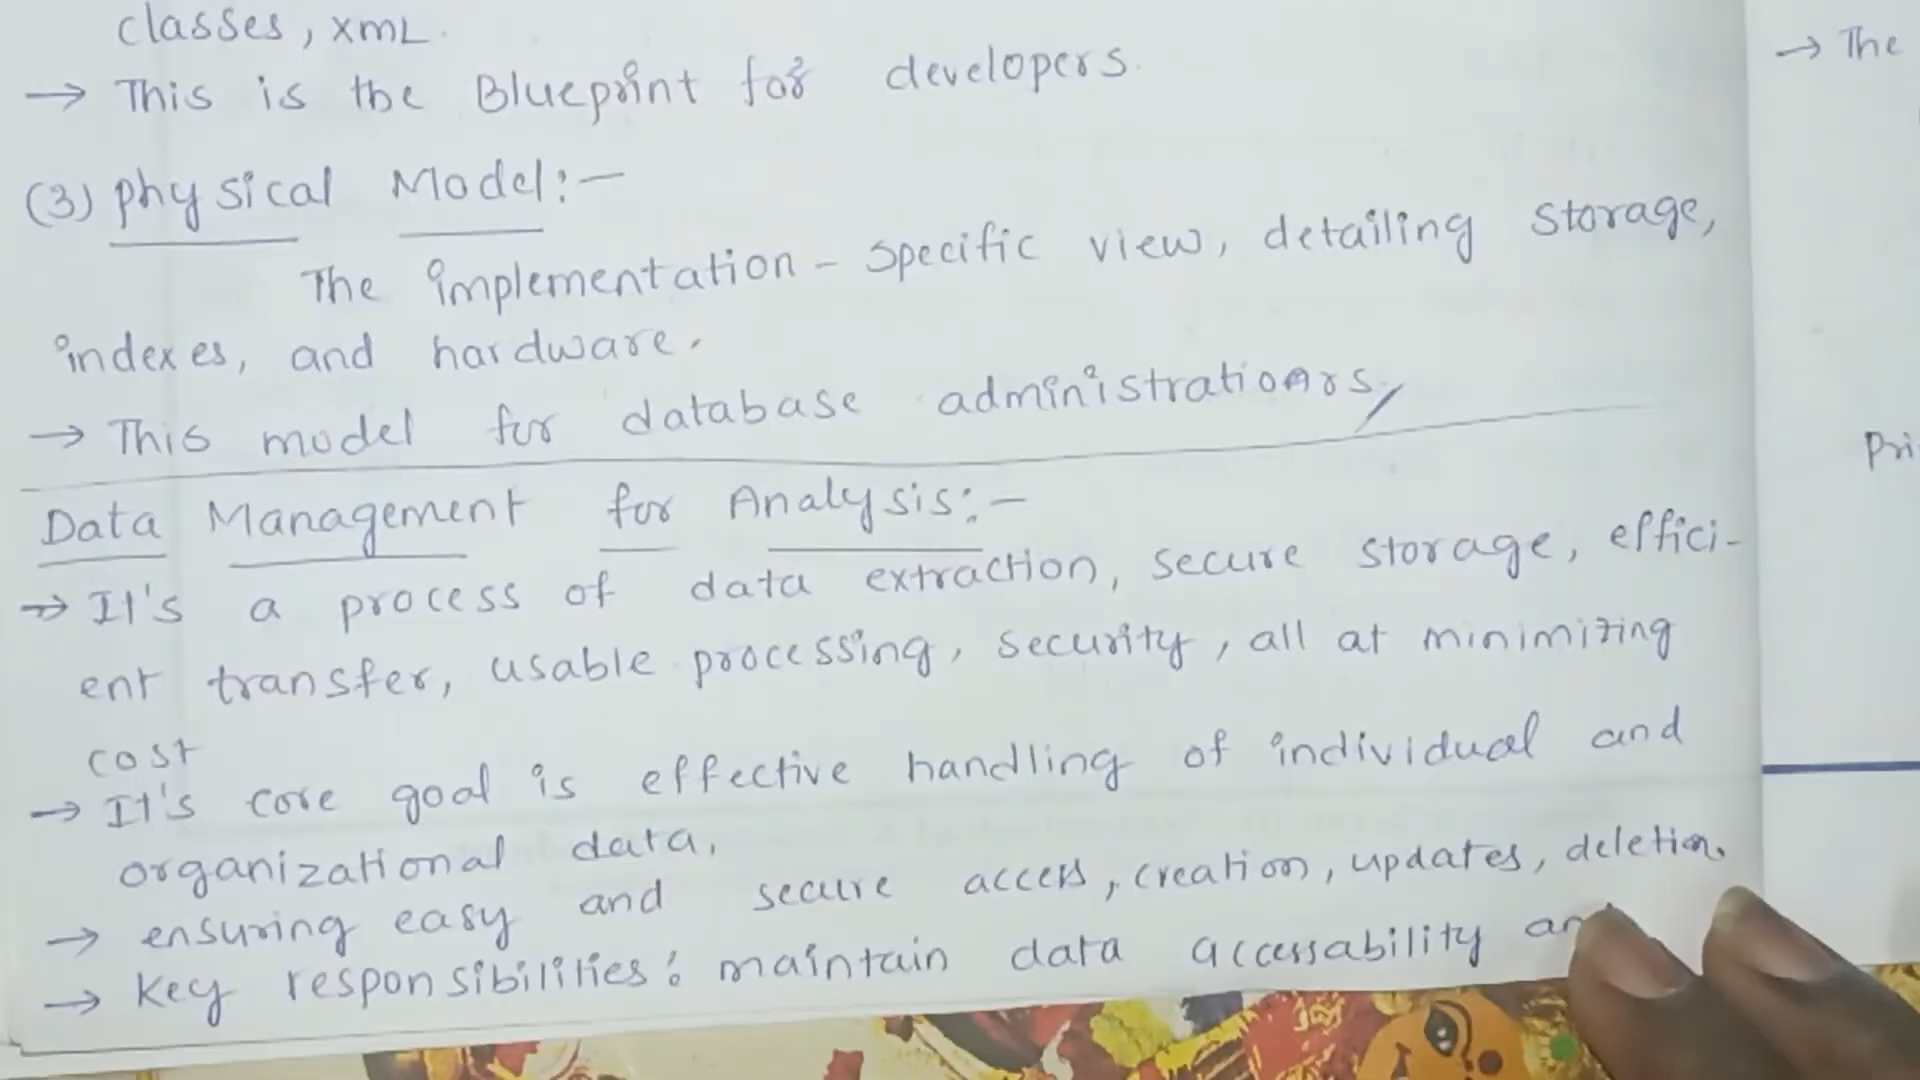 classes, XML.
→ This is the Blueprint for developers.
(3) Physical Model:-
The implementation - specific view, detailing storage,
indexes, and hardware.
→ This model for database
Data Management for Analysis:-
→ It's a process of data extraction, secure storage, effici-
ent transfer, usable processing, security, all at minimizing
cost
→ It's core goal is effective handling of individual and
organizational data.
→ ensuring easy and secure access, creation, updates, deletion.
→ Key responsibilities: maintain data accessability
→ The